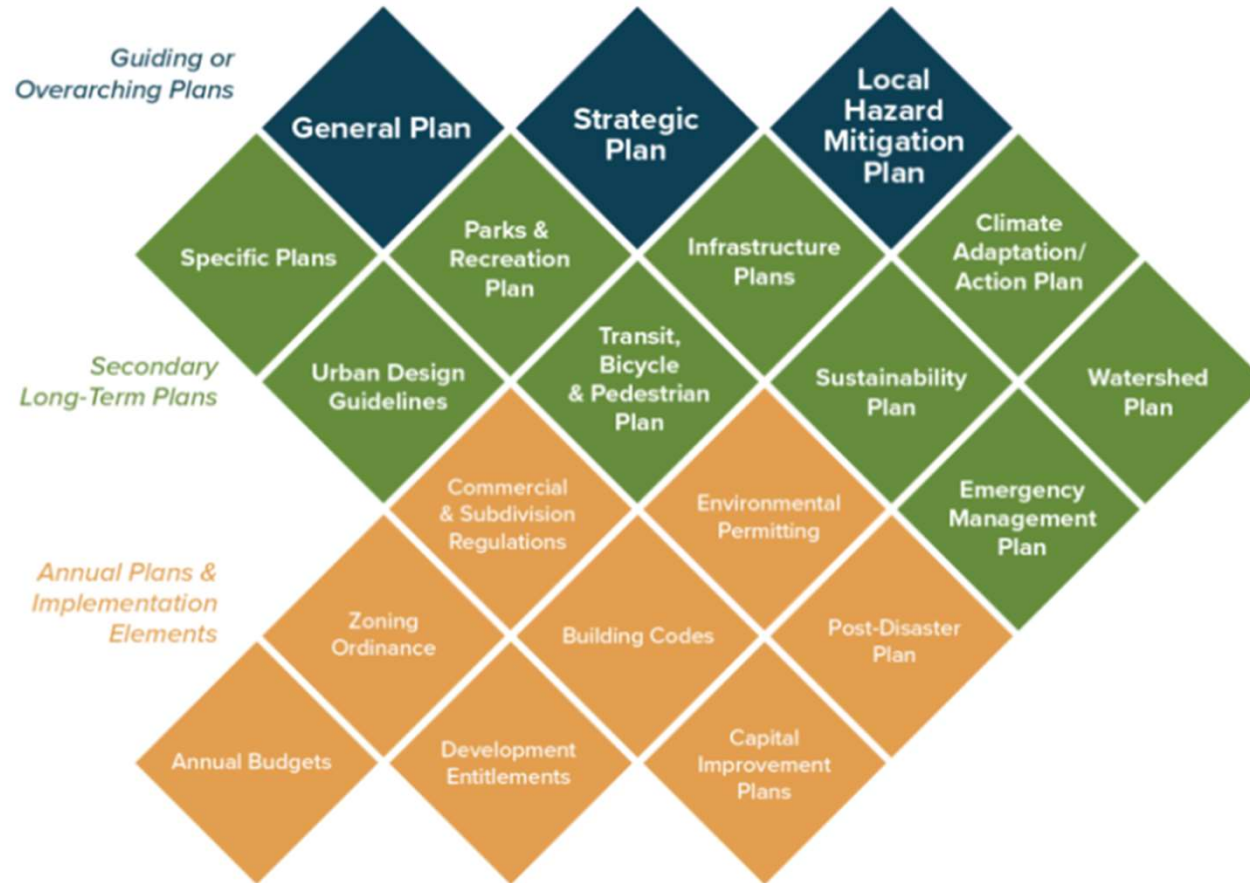 Guiding or
Overarching Plans
General Plan
Strategic
Plan
Local
Hazard
Mitigation
Plan
Specific Plans
Parks &
Recreation
Plan
Infrastructure
Plans
Climate
Adaptation/
Action Plan
Secondary
Long-Term Plans
Urban Design
Guidelines
Transit,
Bicycle
& Pedestrian
Plan
Sustainability
Plan
Watershed
Plan
Commercial
& Subdivision
Regulations
Environmental
Permitting
Emergency
Management
Plan
Annual Plans &
Implementation
Elements
Zoning
Ordinance
Building Codes
Post-Disaster
Plan
Annual Budgets
Development
Entitlements
Capital
Improvement
Plans